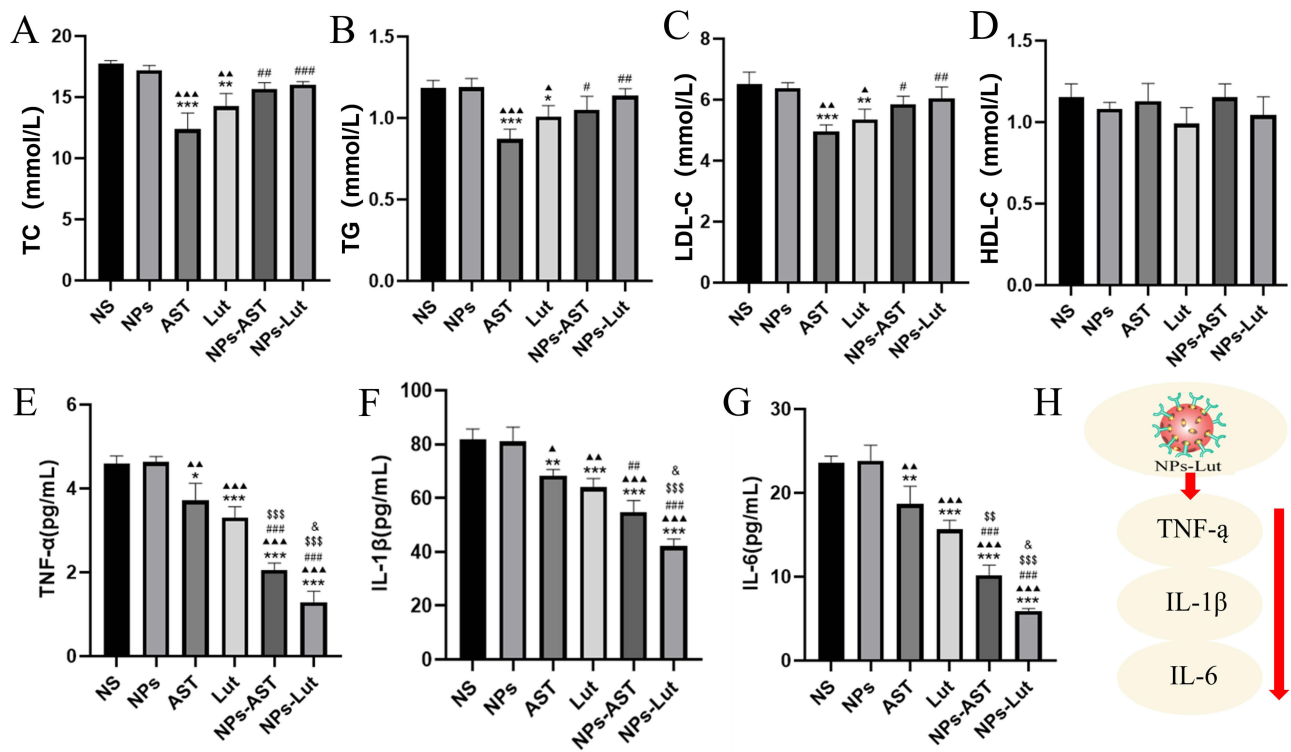 A
TC (mmol/L)
20
15
10
5
0
▲▲▲
***
▲▲
**
##
###
NS
NPs
AST
Lut
NPs-AST
NPs-Lut
B
TG (mmol/L)
1.5
1.0
0.5
0.0
▲▲▲
***
▲
*
#
##
NS
NPs
AST
Lut
NPs-AST
NPs-Lut
C
LDL-C (mmol/L)
8
6
4
2
0
▲▲
***
▲
**
#
##
NS
NPs
AST
Lut
NPs-AST
NPs-Lut
D
HDL-C (mmol/L)
1.5
1.0
0.5
0.0
NS
NPs
AST
Lut
NPs-AST
NPs-Lut
E
TNF-α(pg/mL)
6
4
2
0
▲▲
*
▲▲▲
***
$$$
###
▲▲▲
***
&
$$$
###
▲▲▲
***
NS
NPs
AST
Lut
NPs-AST
NPs-Lut
F
IL-1β(pg/mL)
100
80
60
40
20
0
▲
**
▲▲
***
##
▲▲▲
***
&
$$$
###
▲▲▲
***
NS
NPs
AST
Lut
NPs-AST
NPs-Lut
G
IL-6(pg/mL)
30
20
10
0
▲▲
**
▲▲▲
***
$$
###
▲▲▲
***
&
$$$
###
▲▲▲
***
NS
NPs
AST
Lut
NPs-AST
NPs-Lut
H
NPs-Lut
TNF-ą
IL-1β
IL-6